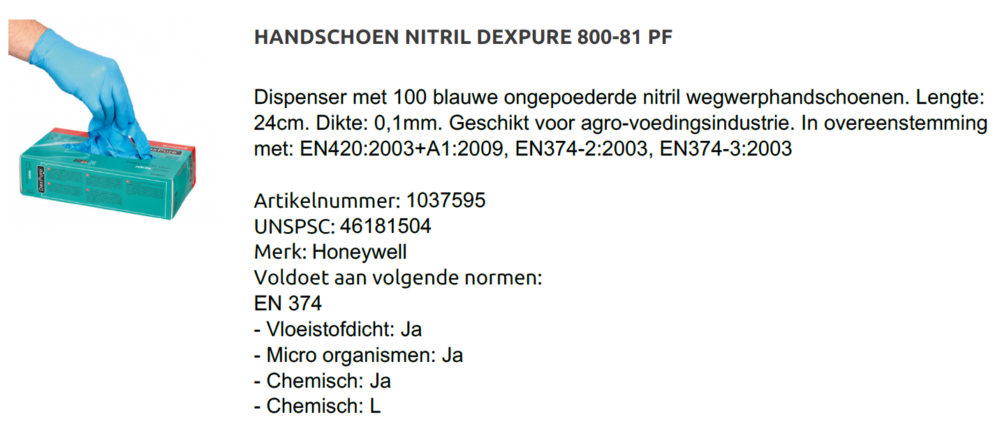 HANDSCHOEN NITRIL DEXPURE 800-81 PF
Dispenser met 100 blauwe ongepoederde nitril wegwerphandschoenen. Lengte:
24cm. Dikte: 0,1mm. Geschikt voor agro-voedingsindustrie. In overeenstemming
met: EN420:2003+A1:2009, EN374-2:2003, EN374-3:2003
Artikelnummer: 1037595
UNSPSC: 46181504
Merk: Honeywell
Voldoet aan volgende normen:
EN 374
- Vloeistofdicht: Ja
- Micro organismen: Ja
- Chemisch: Ja
- Chemisch: L
DexPure